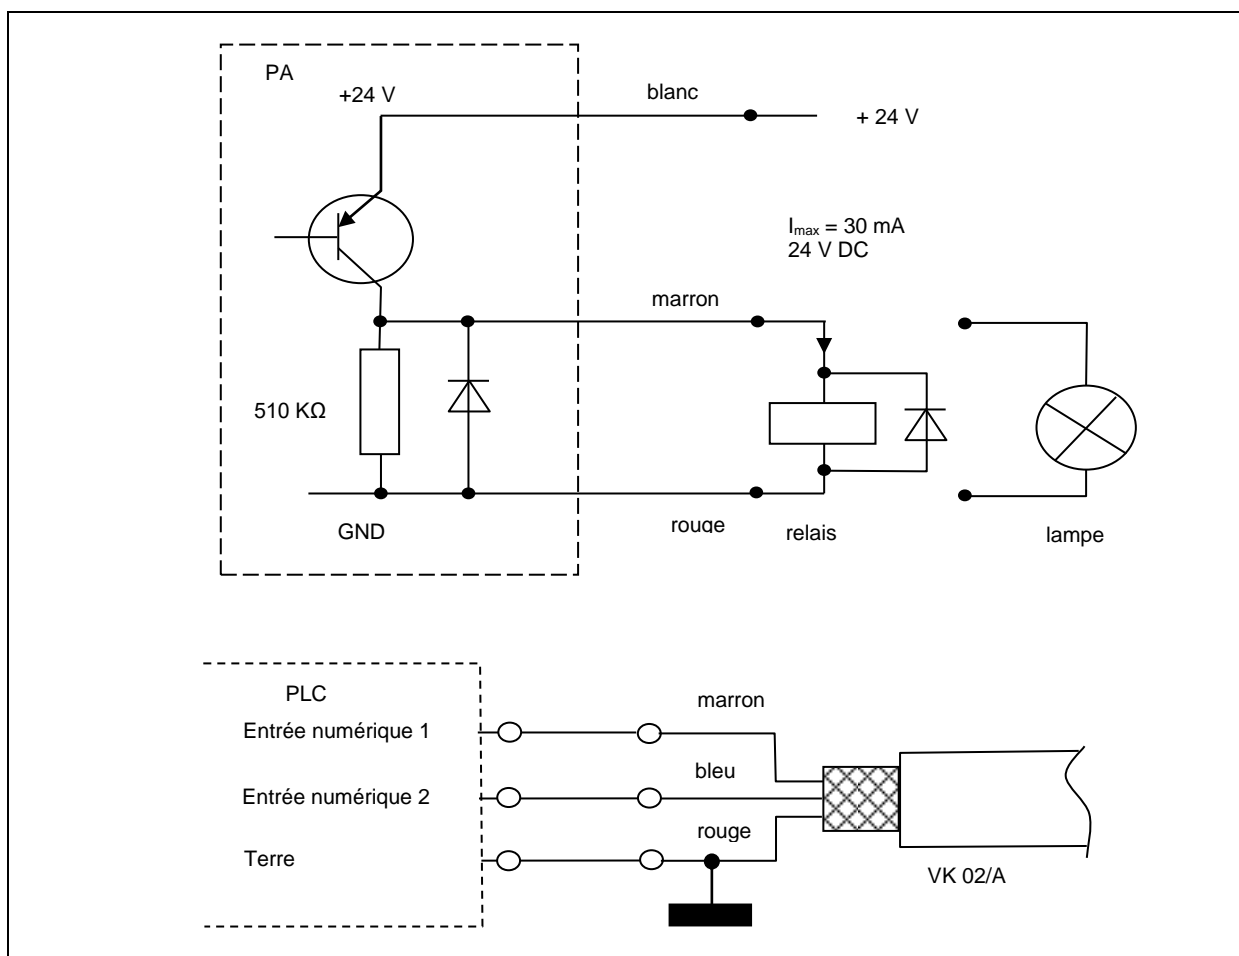 PA
+24 V
blanc
+ 24 V
Imax = 30 mA
24 V DC
marron
510 KΩ
GND
rouge
relais
lampe
PLC
marron
Entrée numérique 1
bleu
Entrée numérique 2
rouge
Terre
VK 02/A